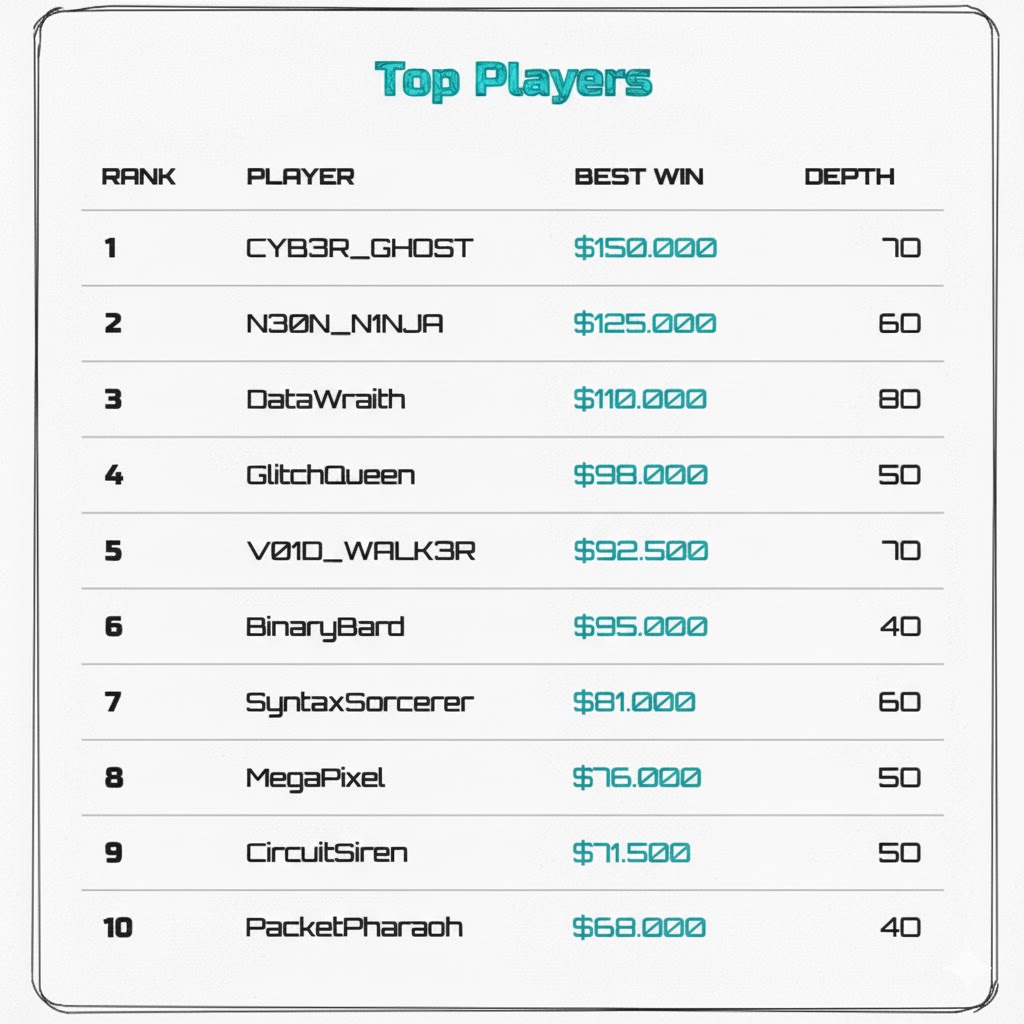 Top Players
RANK PLAYER BEST WIN DEPTH
1 CYB3R_GHOST $150.000 70
2 N30N_N1NJA $125.000 60
3 DataWraith $110.000 80
4 GlitchQueen $98.000 50
5 V01D_WALK3R $92.500 70
6 BinaryBard $95.000 40
7 SyntaxSorcerer $81.000 60
8 MegaPixel $76.000 50
9 CircuitSiren $71.500 50
10 PacketPharaoh $68.000 40